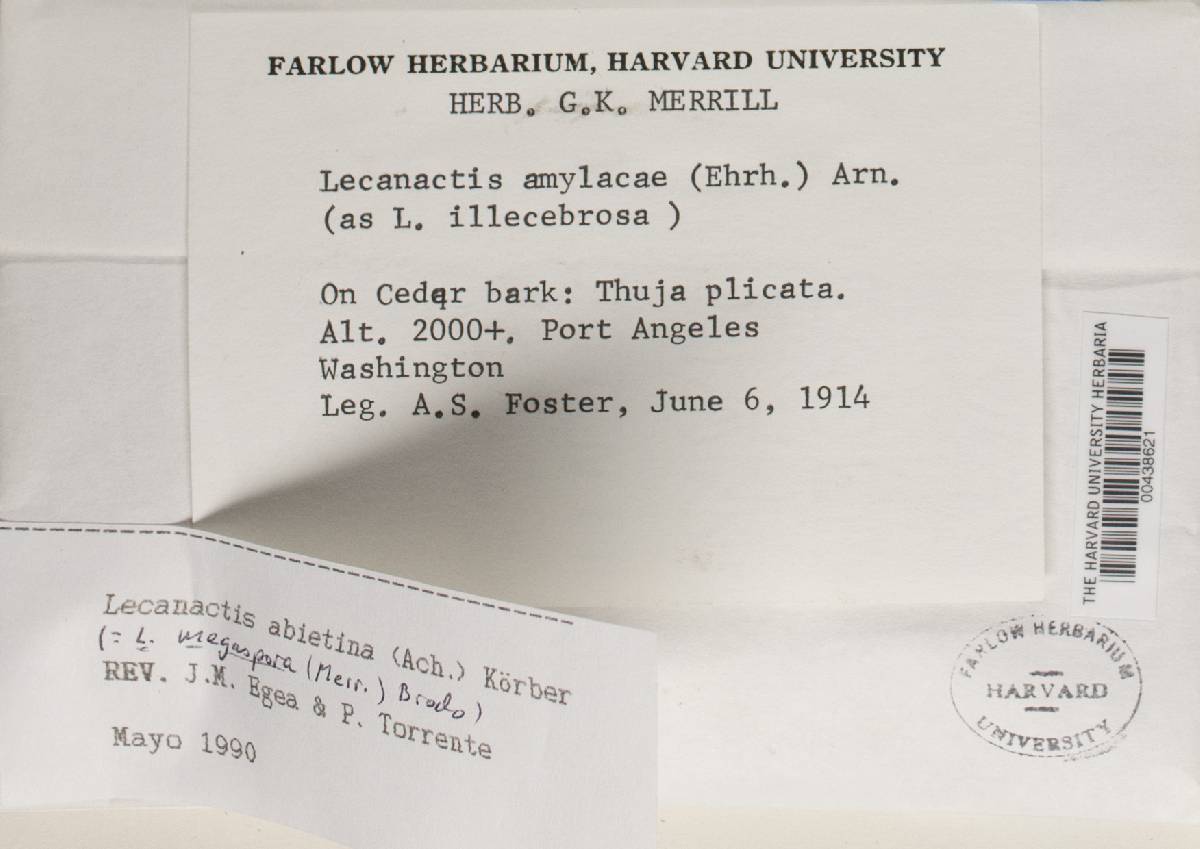 FARLOW HERBARIUM, HARVARD UNIVERSITY
HERB. G.K. MERRILL
Lecanactis amylacae (Ehrh.) Arn.
(as L. illecebrosa )
On Cedar bark: Thuja plicata.
Alt. 2000+. Port Angeles
Washington
Leg. A.S. Foster, June 6, 1914
THE HARVARD UNIVERSITY HERBARIA
00438621
Lecanactis abietina (Ach.) Körber
(= L. megaspora (Merr.) Brodo)
REV. J.M. Egea & P. Torrente
Mayo 1990
FARLOW HERBARIUM
HARVARD
UNIVERSITY